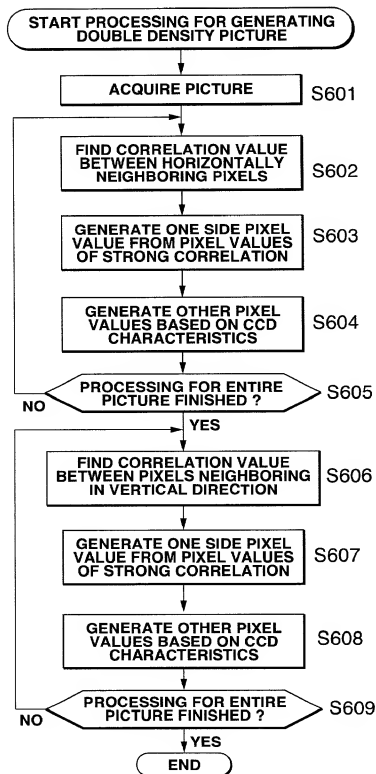 START PROCESSING FOR GENERATING
DOUBLE DENSITY PICTURE
ACQUIRE PICTURE
S601
FIND CORRELATION VALUE
BETWEEN HORIZONTALLY
NEIGHBORING PIXELS
S602
GENERATE ONE SIDE PIXEL
VALUE FROM PIXEL VALUES
OF STRONG CORRELATION
S603
GENERATE OTHER PIXEL
VALUES BASED ON CCD
CHARACTERISTICS
S604
PROCESSING FOR ENTIRE
PICTURE FINISHED ?
S605
NO
YES
FIND CORRELATION VALUE
BETWEEN PIXELS NEIGHBORING
IN VERTICAL DIRECTION
S606
GENERATE ONE SIDE PIXEL
VALUE FROM PIXEL VALUES
OF STRONG CORRELATION
S607
GENERATE OTHER PIXEL
VALUES BASED ON CCD
CHARACTERISTICS
S608
PROCESSING FOR ENTIRE
PICTURE FINISHED ?
S609
NO
YES
END